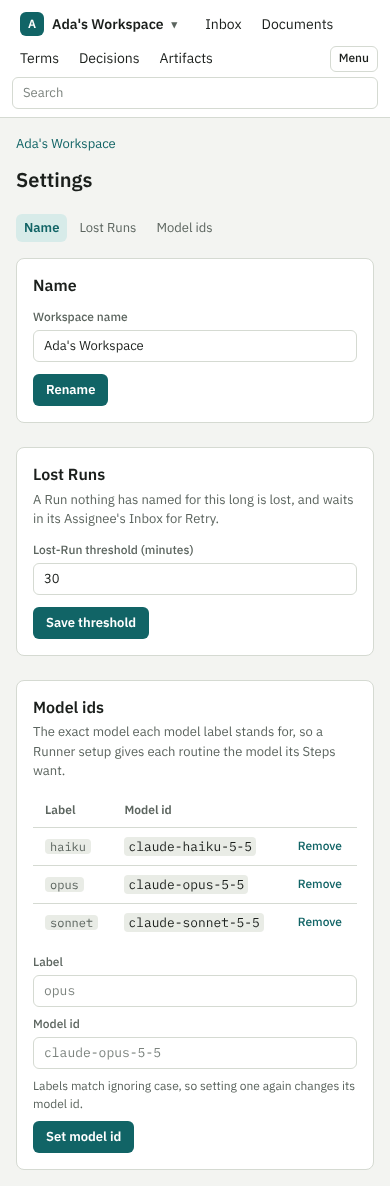 A Ada's Workspace ▾ Inbox Documents
Terms Decisions Artifacts Menu
Search
Ada's Workspace
Settings
Name Lost Runs Model ids
Name
Workspace name
Ada's Workspace
Rename
Lost Runs
A Run nothing has named for this long is lost, and waits
in its Assignee's Inbox for Retry.
Lost-Run threshold (minutes)
30
Save threshold
Model ids
The exact model each model label stands for, so a
Runner setup gives each routine the model its Steps
want.
Label Model id
haiku claude-haiku-5-5 Remove
opus claude-opus-5-5 Remove
sonnet claude-sonnet-5-5 Remove
Label
opus
Model id
claude-opus-5-5
Labels match ignoring case, so setting one again changes its
model id.
Set model id